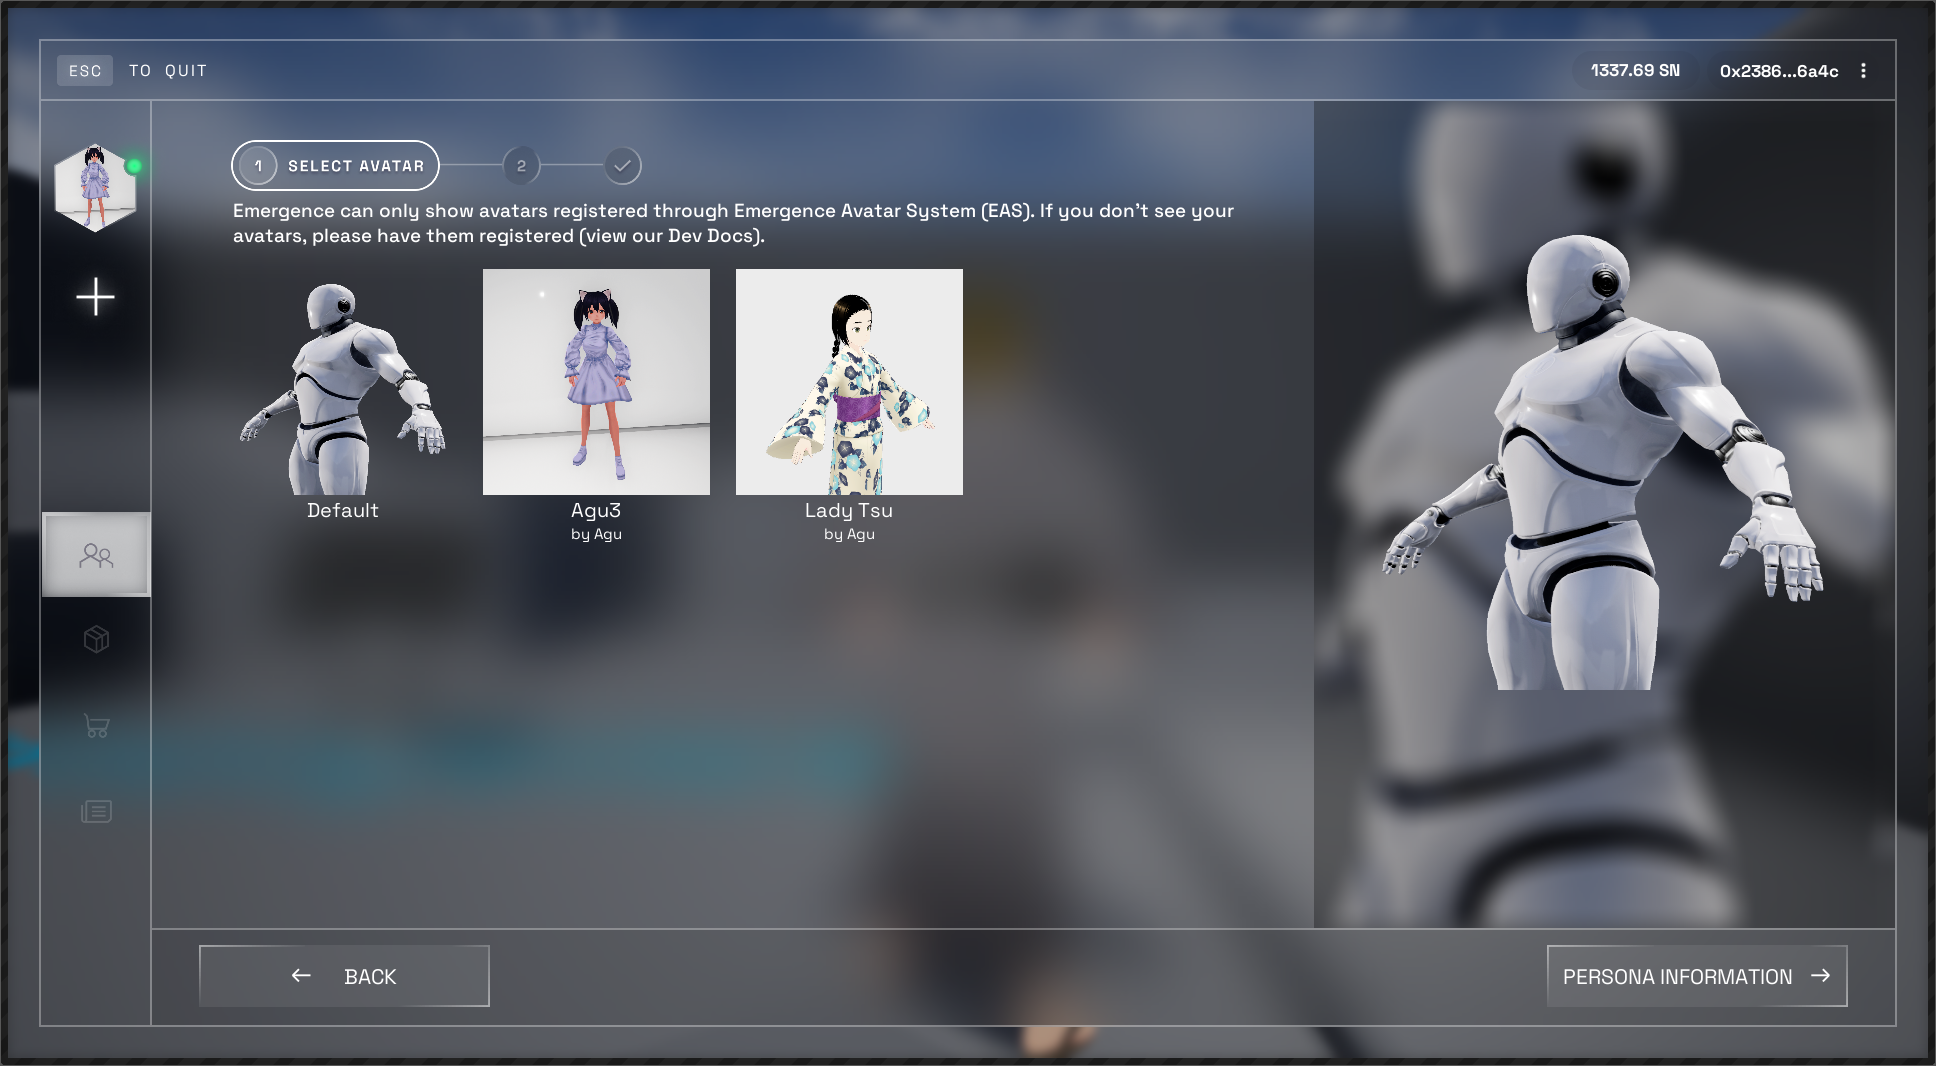 ESC TO QUIT
1337.69 SN
0x2386...6a4c
1 SELECT AVATAR
2
Emergence can only show avatars registered through Emergence Avatar System (EAS). If you don't see your
avatars, please have them registered (view our Dev Docs).
Default
Agu3
by Agu
Lady Tsu
by Agu
← BACK
PERSONA INFORMATION →